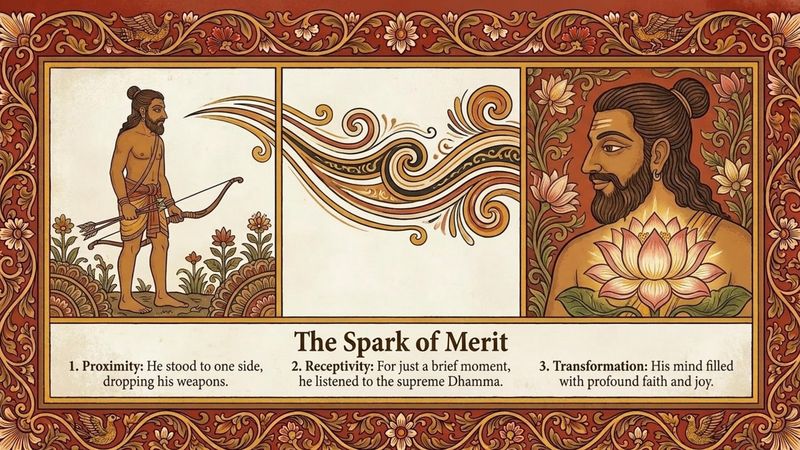 The Spark of Merit
1. Proximity: He stood to one side,
dropping his weapons.
2. Receptivity: For just a brief moment,
he listened to the supreme Dhamma.
3. Transformation: His mind filled
with profound faith and joy.